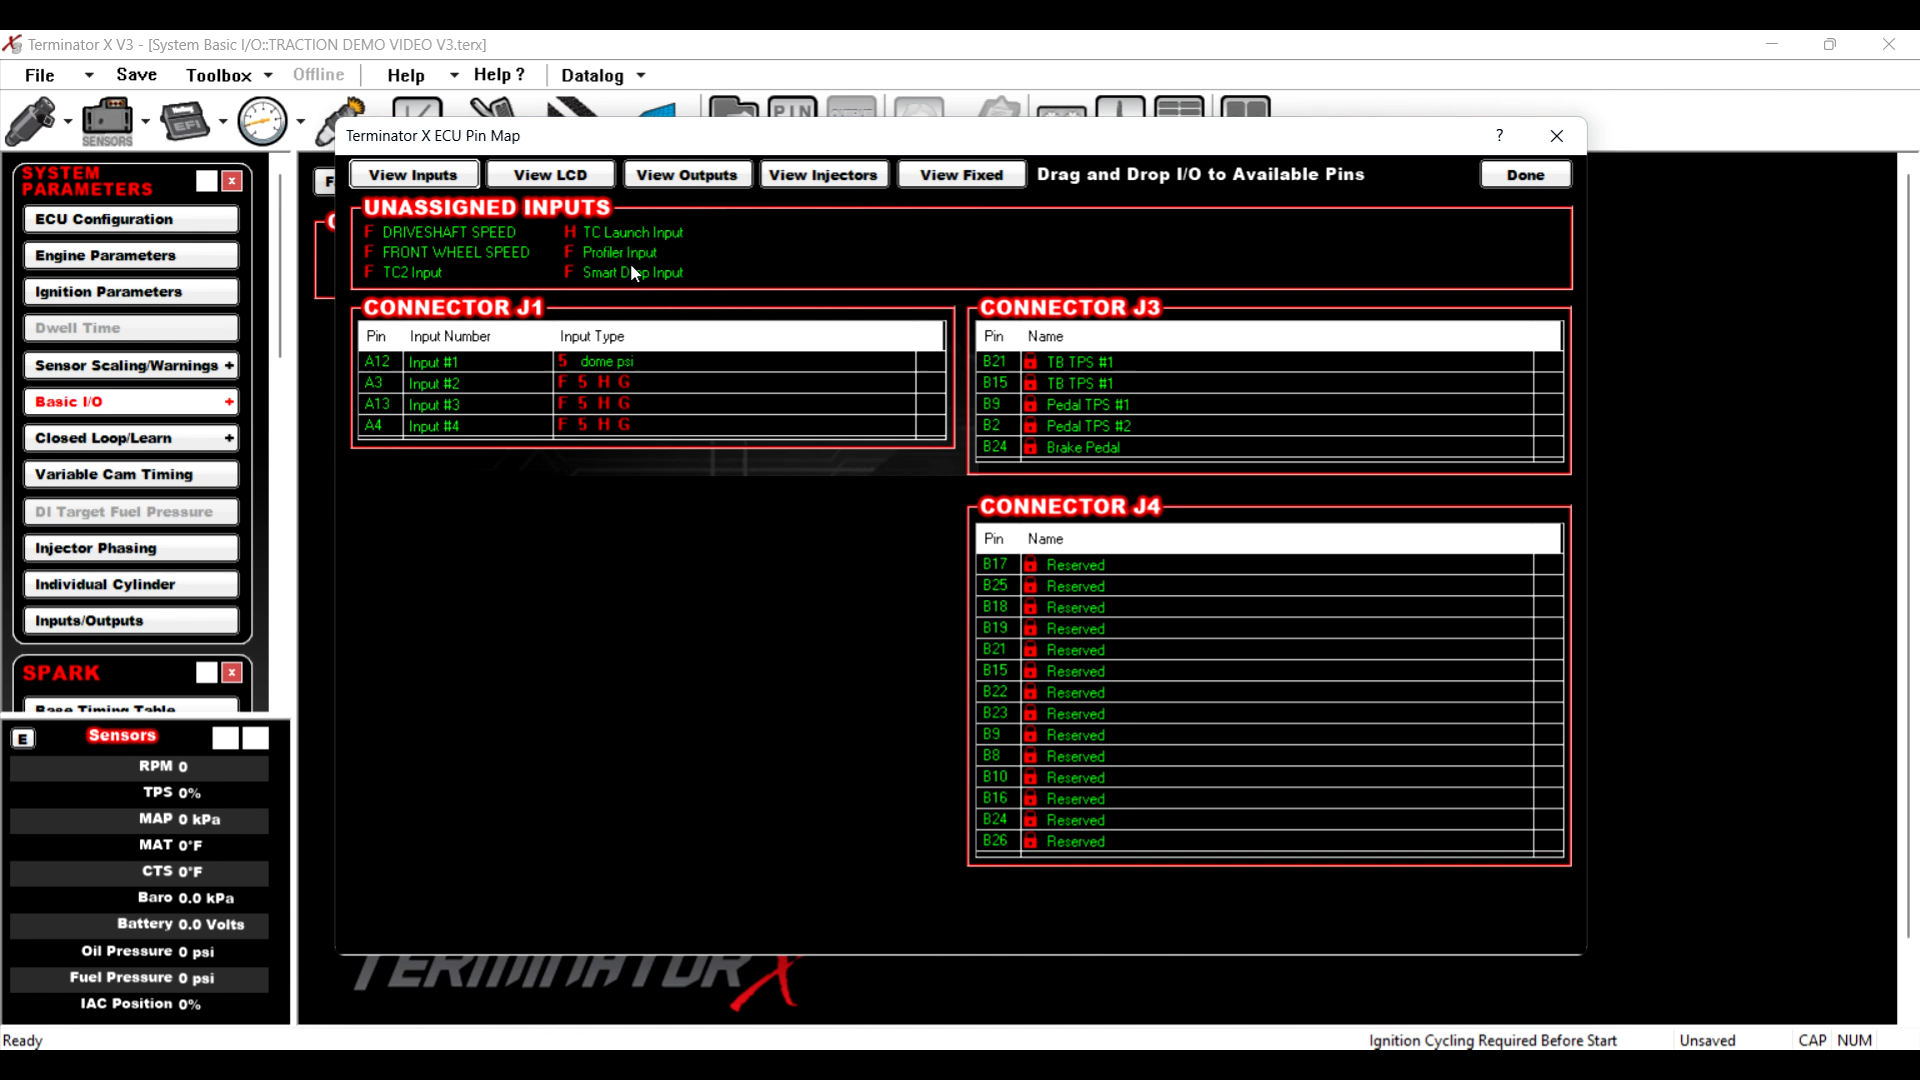 Terminator X V3 - [System Basic I/O::TRACTION DEMO VIDEO V3.terx]
File Save Toolbox Offline Help Help ? Datalog
SENSORS EFI PIN
Terminator X ECU Pin Map ?
View Inputs View LCD View Outputs View Injectors View Fixed Drag and Drop I/O to Available Pins Done
UNASSIGNED INPUTS
F DRIVESHAFT SPEED H TC Launch Input
F FRONT WHEEL SPEED F Profiler Input
F TC2 Input F Smart Drop Input
CONNECTOR J1
Pin Input Number Input Type
A12 Input #1 5 dome psi
A3 Input #2 F 5 H G
A13 Input #3 F 5 H G
A4 Input #4 F 5 H G
CONNECTOR J3
Pin Name
B21 TB TPS #1
B15 TB TPS #1
B9 Pedal TPS #1
B2 Pedal TPS #2
B24 Brake Pedal
CONNECTOR J4
Pin Name
B17 Reserved
B25 Reserved
B18 Reserved
B19 Reserved
B21 Reserved
B15 Reserved
B22 Reserved
B23 Reserved
B9 Reserved
B8 Reserved
B10 Reserved
B16 Reserved
B24 Reserved
B26 Reserved
SYSTEM
PARAMETERS x
ECU Configuration
Engine Parameters
Ignition Parameters
Dwell Time
Sensor Scaling/Warnings +
Basic I/O +
Closed Loop/Learn +
Variable Cam Timing
DI Target Fuel Pressure
Injector Phasing
Individual Cylinder
Inputs/Outputs
SPARK x
Base Timing Table
E Sensors
RPM 0
TPS 0%
MAP 0 kPa
MAT 0°F
CTS 0°F
Baro 0.0 kPa
Battery 0.0 Volts
Oil Pressure 0 psi
Fuel Pressure 0 psi
IAC Position 0%
TERMINATOR X
Ready Ignition Cycling Required Before Start Unsaved CAP NUM